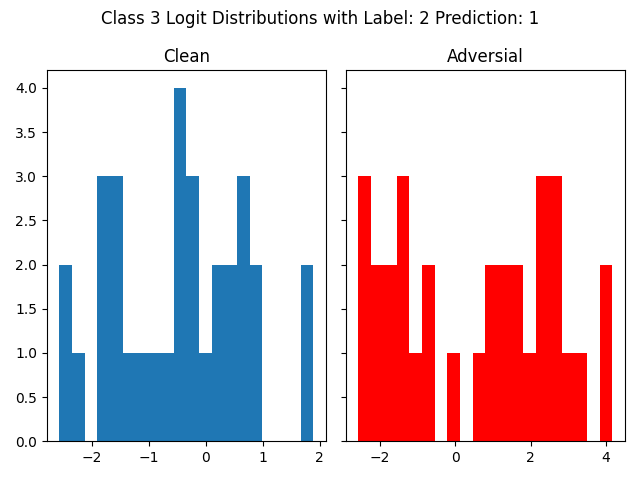 Class 3 Logit Distributions with Label: 2 Prediction: 1
Clean
Adversial
4.0
3.5
3.0
2.5
2.0
1.5
1.0
0.5
0.0
−2 −1 0 1 2
−2 0 2 4